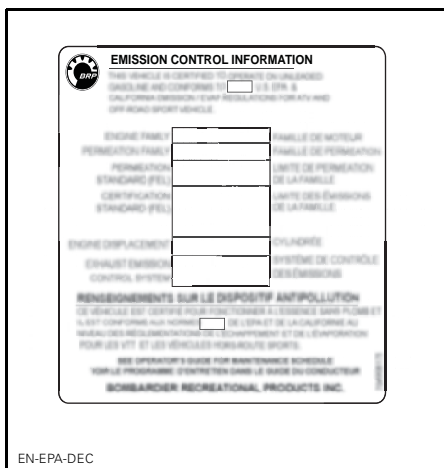 BRP
EMISSION CONTROL INFORMATION
THIS VEHICLE IS CERTIFIED TO OPERATE ON UNLEADED
GASOLINE AND CONFORMS TO U.S. EPA &
CALIFORNIA EMISSION / EVAP REGULATIONS FOR ATV AND
OFF ROAD SPORT VEHICLE.
ENGINE FAMILY FAMILLE DE MOTEUR
PERMEATION FAMILY FAMILLE DE PERMEATION
PERMEATION LIMITE DE PERMEATION
STANDARD (FEL) DE LA FAMILLE
CERTIFICATION LIMITE DES ÉMISSIONS
STANDARD (FEL) DE LA FAMILLE
ENGINE DISPLACEMENT CYLINDRÉE
EXHAUST EMISSION SYSTÈME DE CONTRÔLE
CONTROL SYSTEM DES ÉMISSIONS
RENSEIGNEMENTS SUR LE DISPOSITIF ANTIPOLLUTION
CE VÉHICULE EST CERTIFIÉ POUR FONCTIONNER À L'ESSENCE SANS PLOMB ET
IL EST CONFORME AUX NORMES DE L'EPA ET DE LA CALIFORNIE AU
NIVEAU DES RÉGLEMENTATIONS DE L'ÉCHAPPEMENT ET DE L'ÉVAPORATION
POUR LES VTT ET LES VÉHICULES HORS-ROUTE SPORTS.
SEE OPERATOR'S GUIDE FOR MAINTENANCE SCHEDULE
VOIR LE PROGRAMME D'ENTRETIEN DANS LE GUIDE DU CONDUCTEUR
BOMBARDIER RECREATIONAL PRODUCTS INC.
EN-EPA-DEC